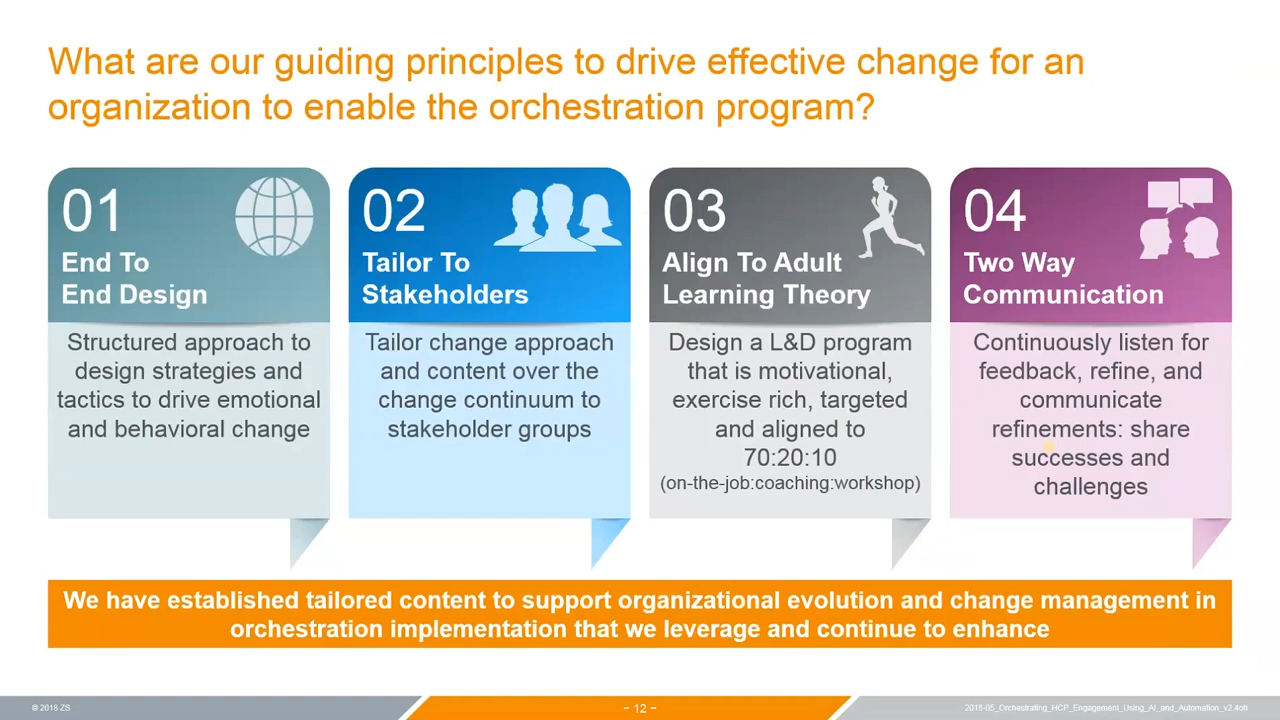 What are our guiding principles to drive effective change for an
organization to enable the orchestration program?
01
End To
End Design
Structured approach to
design strategies and
tactics to drive emotional
and behavioral change
02
Tailor To
Stakeholders
Tailor change approach
and content over the
change continuum to
stakeholder groups
03
Align To Adult
Learning Theory
Design a L&D program
that is motivational,
exercise rich, targeted
and aligned to
70:20:10
(on-the-job:coaching:workshop)
04
Two Way
Communication
Continuously listen for
feedback, refine, and
communicate
refinements: share
successes and
challenges
We have established tailored content to support organizational evolution and change management in
orchestration implementation that we leverage and continue to enhance
© 2018 ZS
– 12 –
2018-05_Orchestrating_HCP_Engagement_Using_AI_and_Automation_v2.4ch